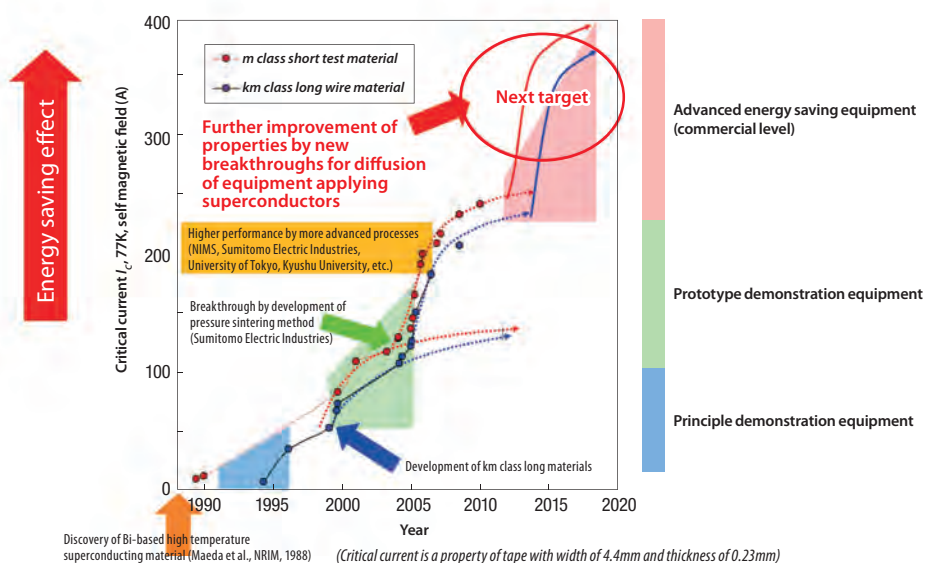 Energy saving effect
Critical current Ic, 77K, self magnetic field (A)
400
300
200
100
0
m class short test material
km class long wire material
Next target
Further improvement of
properties by new
breakthroughs for diffusion
of equipment applying
superconductors
Higher performance by more advanced processes
(NIMS, Sumitomo Electric Industries,
University of Tokyo, Kyushu University, etc.)
Breakthrough by development of
pressure sintering method
(Sumitomo Electric Industries)
Development of km class long materials
1990
1995
2000
2005
2010
2015
2020
Year
Advanced energy saving equipment
(commercial level)
Prototype demonstration equipment
Principle demonstration equipment
Discovery of Bi-based high temperature
superconducting material (Maeda et al., NRIM, 1988)
(Critical current is a property of tape with width of 4.4mm and thickness of 0.23mm)